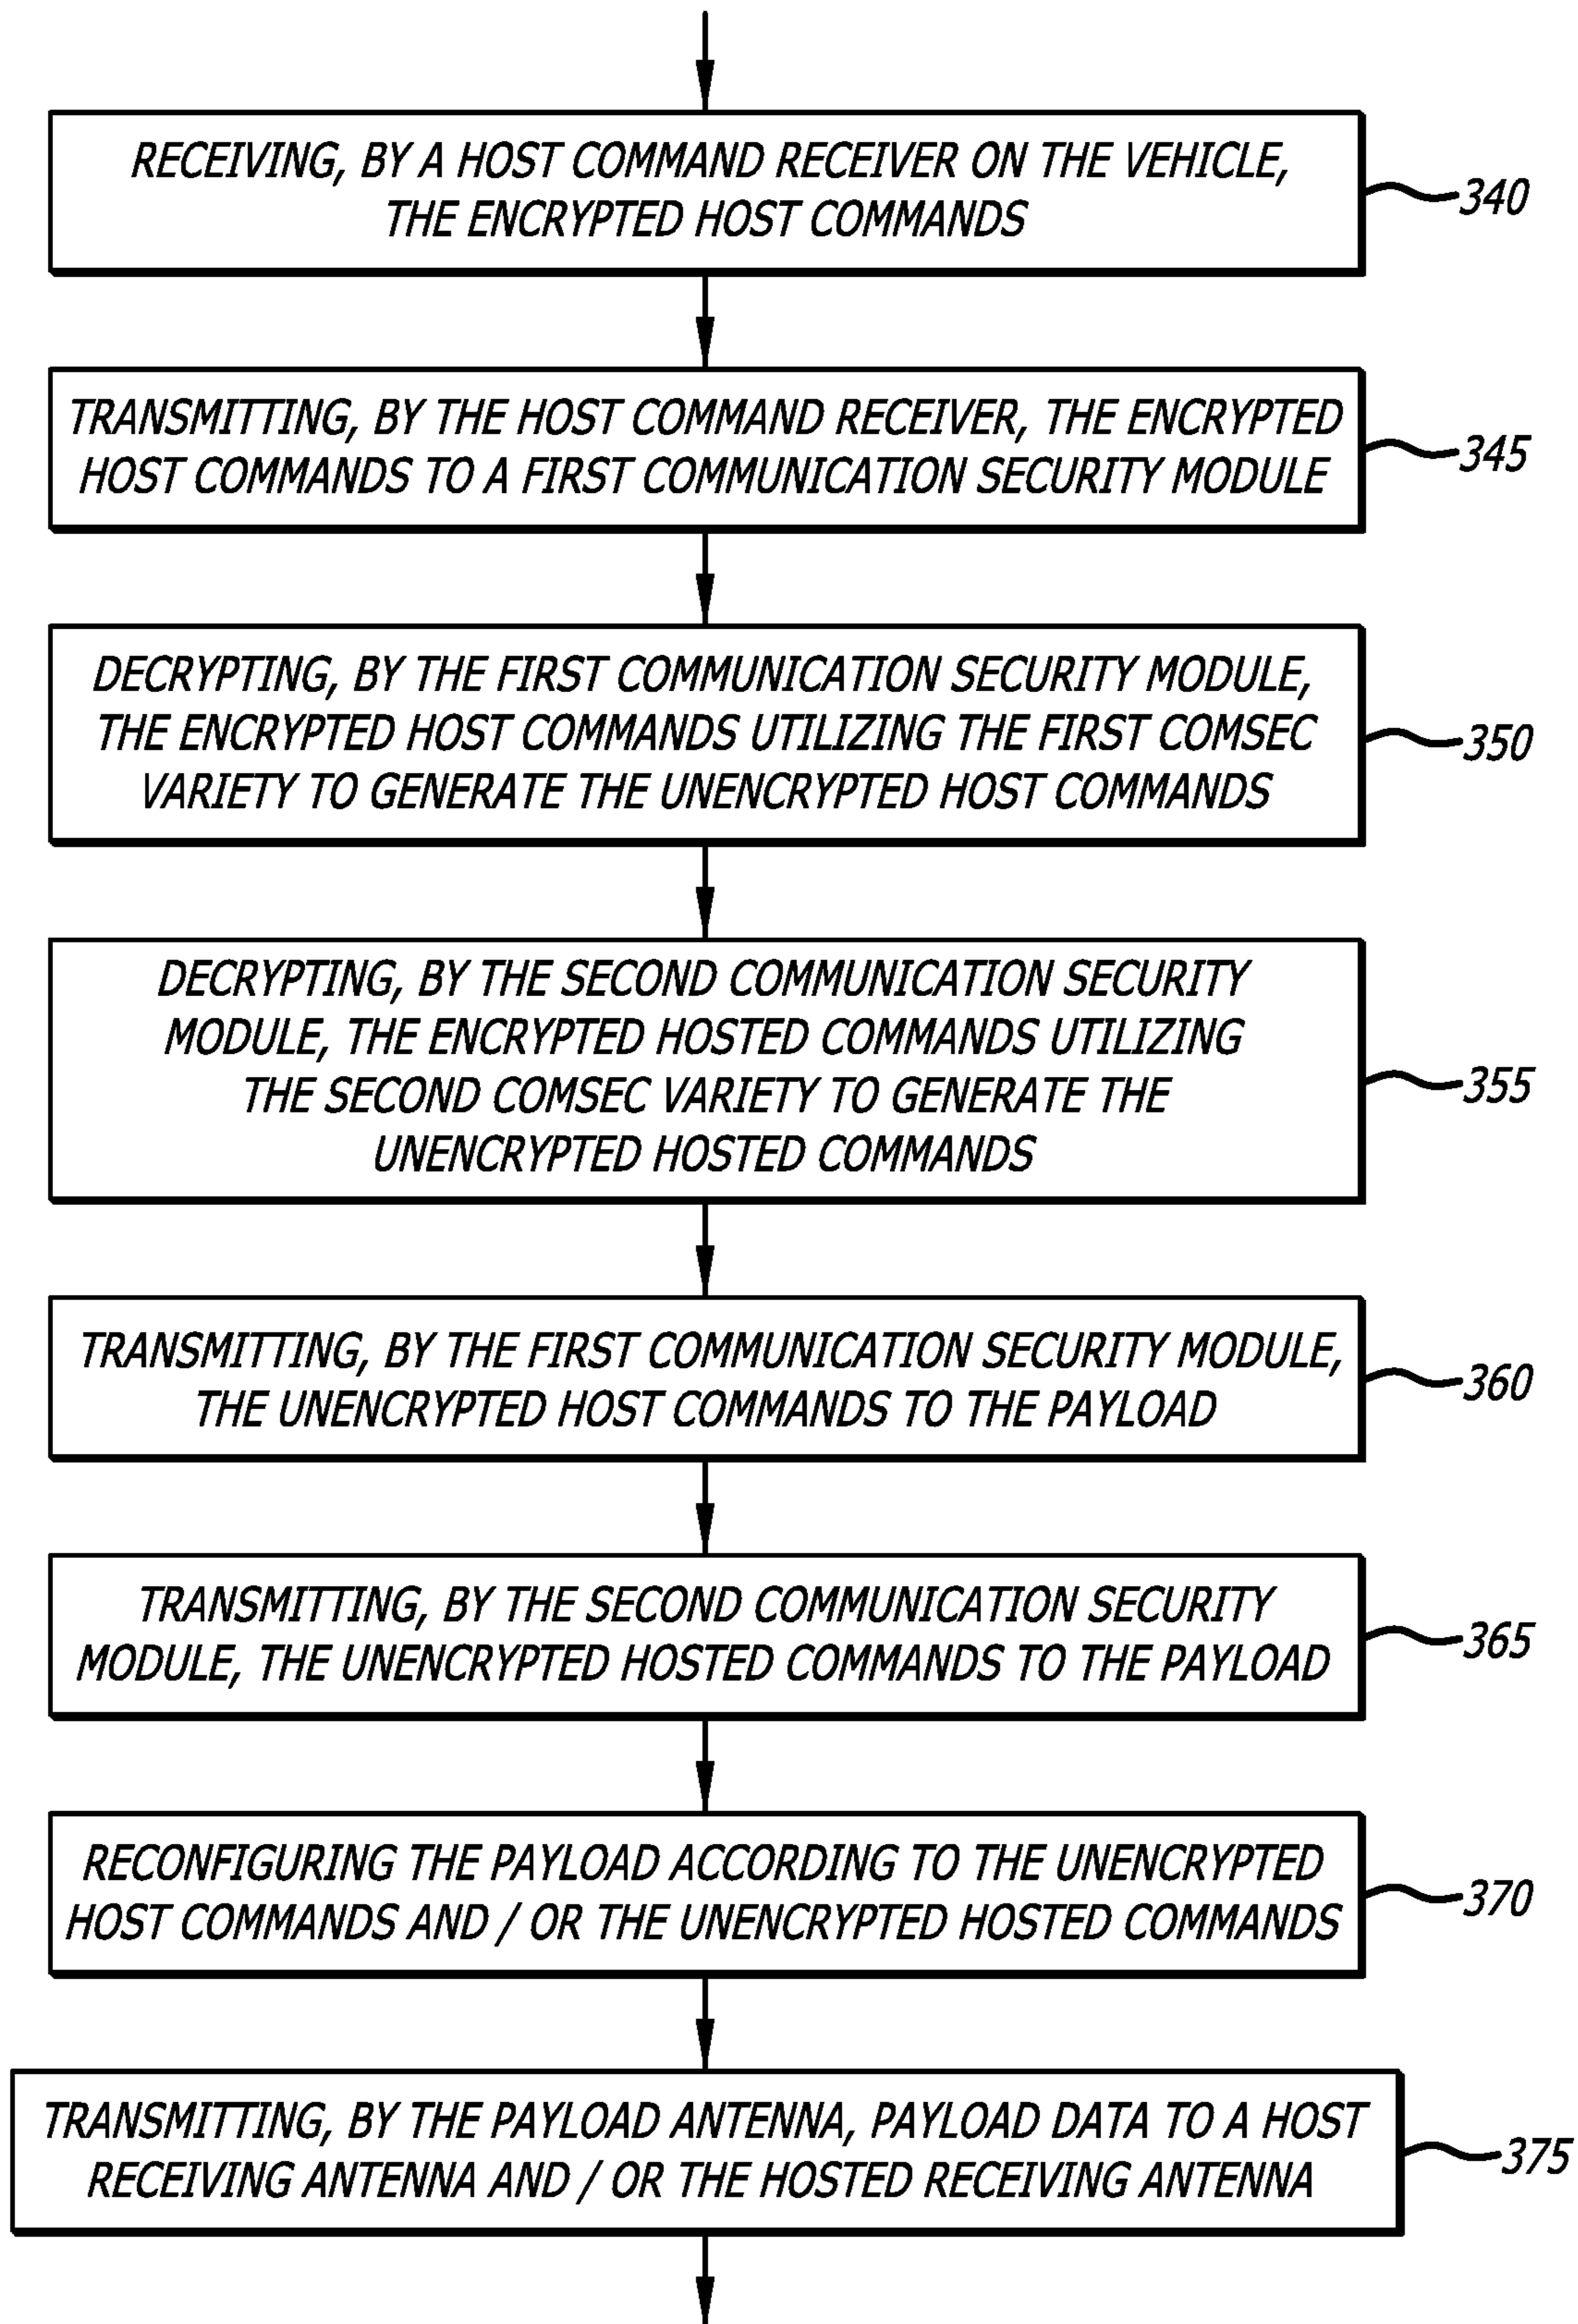 RECEIVING, BY A HOST COMMAND RECEIVER ON THE VEHICLE,
THE ENCRYPTED HOST COMMANDS
340
TRANSMITTING, BY THE HOST COMMAND RECEIVER, THE ENCRYPTED
HOST COMMANDS TO A FIRST COMMUNICATION SECURITY MODULE
345
DECRYPTING, BY THE FIRST COMMUNICATION SECURITY MODULE,
THE ENCRYPTED HOST COMMANDS UTILIZING THE FIRST COMSEC
VARIETY TO GENERATE THE UNENCRYPTED HOST COMMANDS
350
DECRYPTING, BY THE SECOND COMMUNICATION SECURITY
MODULE, THE ENCRYPTED HOSTED COMMANDS UTILIZING
THE SECOND COMSEC VARIETY TO GENERATE THE
UNENCRYPTED HOSTED COMMANDS
355
TRANSMITTING, BY THE FIRST COMMUNICATION SECURITY MODULE,
THE UNENCRYPTED HOST COMMANDS TO THE PAYLOAD
360
TRANSMITTING, BY THE SECOND COMMUNICATION SECURITY
MODULE, THE UNENCRYPTED HOSTED COMMANDS TO THE PAYLOAD
365
RECONFIGURING THE PAYLOAD ACCORDING TO THE UNENCRYPTED
HOST COMMANDS AND / OR THE UNENCRYPTED HOSTED COMMANDS
370
TRANSMITTING, BY THE PAYLOAD ANTENNA, PAYLOAD DATA TO A HOST
RECEIVING ANTENNA AND / OR THE HOSTED RECEIVING ANTENNA
375